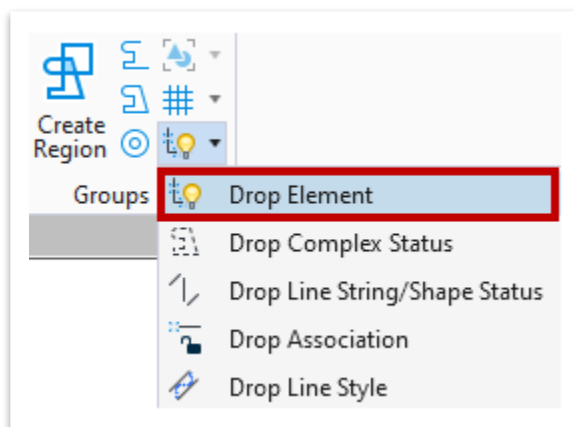 Create
Region
Groups
Drop Element
Drop Complex Status
Drop Line String/Shape Status
Drop Association
Drop Line Style